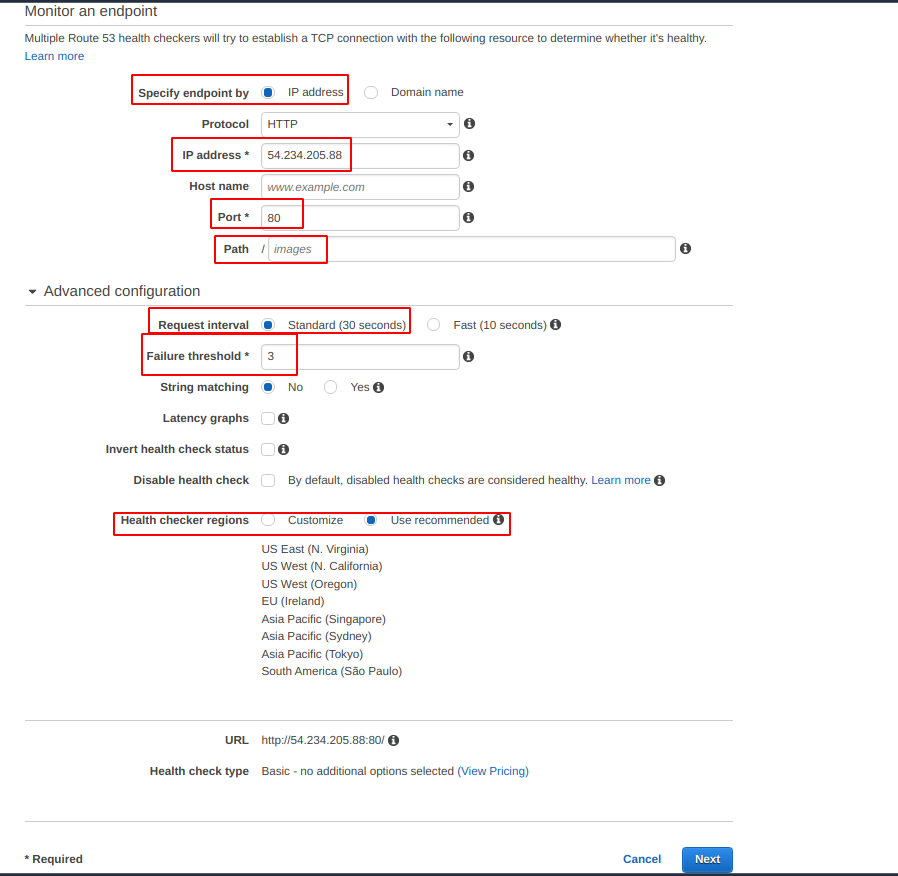 Monitor an endpoint
Multiple Route 53 health checkers will try to establish a TCP connection with the following resource to determine whether it's healthy.
Learn more
Specify endpoint by IP address Domain name
Protocol HTTP
IP address * 54.234.205.88
Host name www.example.com
Port * 80
Path / images
Advanced configuration
Request interval Standard (30 seconds) Fast (10 seconds)
Failure threshold * 3
String matching No Yes
Latency graphs
Invert health check status
Disable health check By default, disabled health checks are considered healthy. Learn more
Health checker regions Customize Use recommended
US East (N. Virginia)
US West (N. California)
US West (Oregon)
EU (Ireland)
Asia Pacific (Singapore)
Asia Pacific (Sydney)
Asia Pacific (Tokyo)
South America (São Paulo)
URL http://54.234.205.88:80/
Health check type Basic - no additional options selected (View Pricing)
* Required Cancel Next